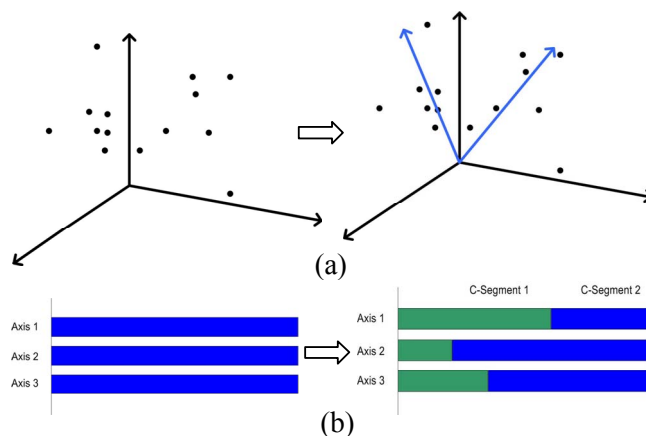 (a)
C-Segment 1 C-Segment 2
Axis 1 Axis 1
Axis 2 Axis 2
Axis 3 Axis 3
(b)